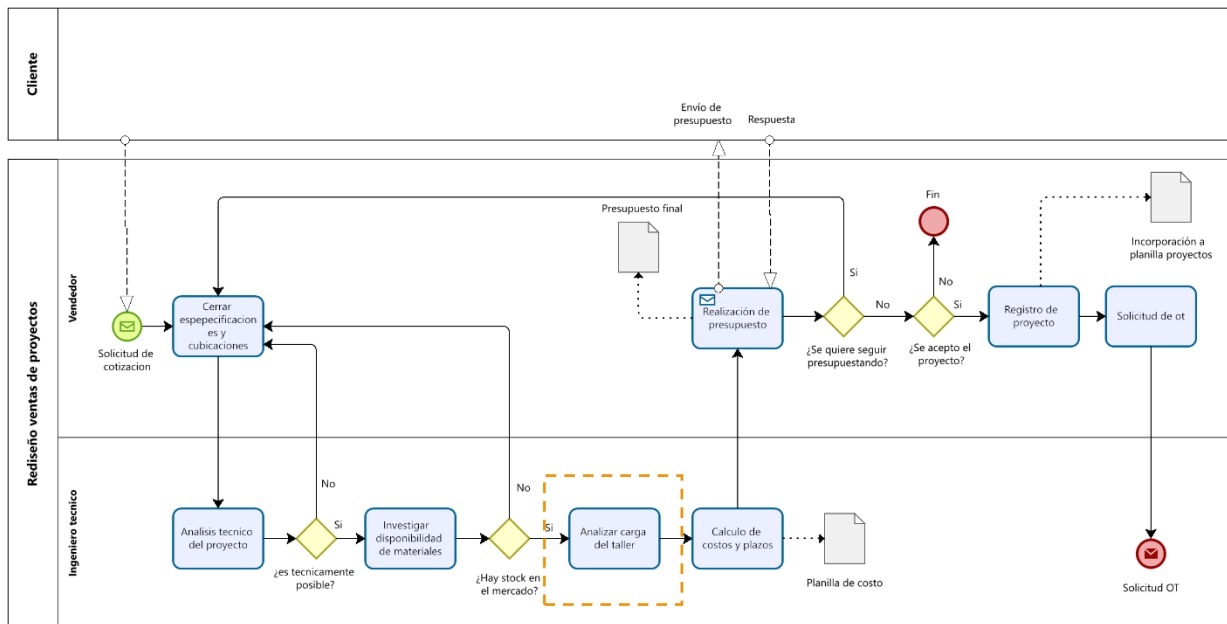 Cliente
Envío de
presupuesto
Respuesta
Rediseño ventas de proyectos
Vendedor
Presupuesto final
Fin
Incorporación a
planilla proyectos
Solicitud de
cotizacion
Cerrar
espepecificacion
es y
cubicaciones
Realización de
presupuesto
Si
No
¿Se quiere seguir
presupuestando?
No
Si
¿Se acepto el
proyecto?
Registro de
proyecto
Solicitud de ot
Ingeniero tecnico
Analisis tecnico
del proyecto
No
Si
¿es tecnicamente
posible?
Investigar
disponibilidad
de materiales
No
Si
¿Hay stock en
el mercado?
Analizar carga
del taller
Calculo de
costos y plazos
Planilla de costo
Solicitud OT